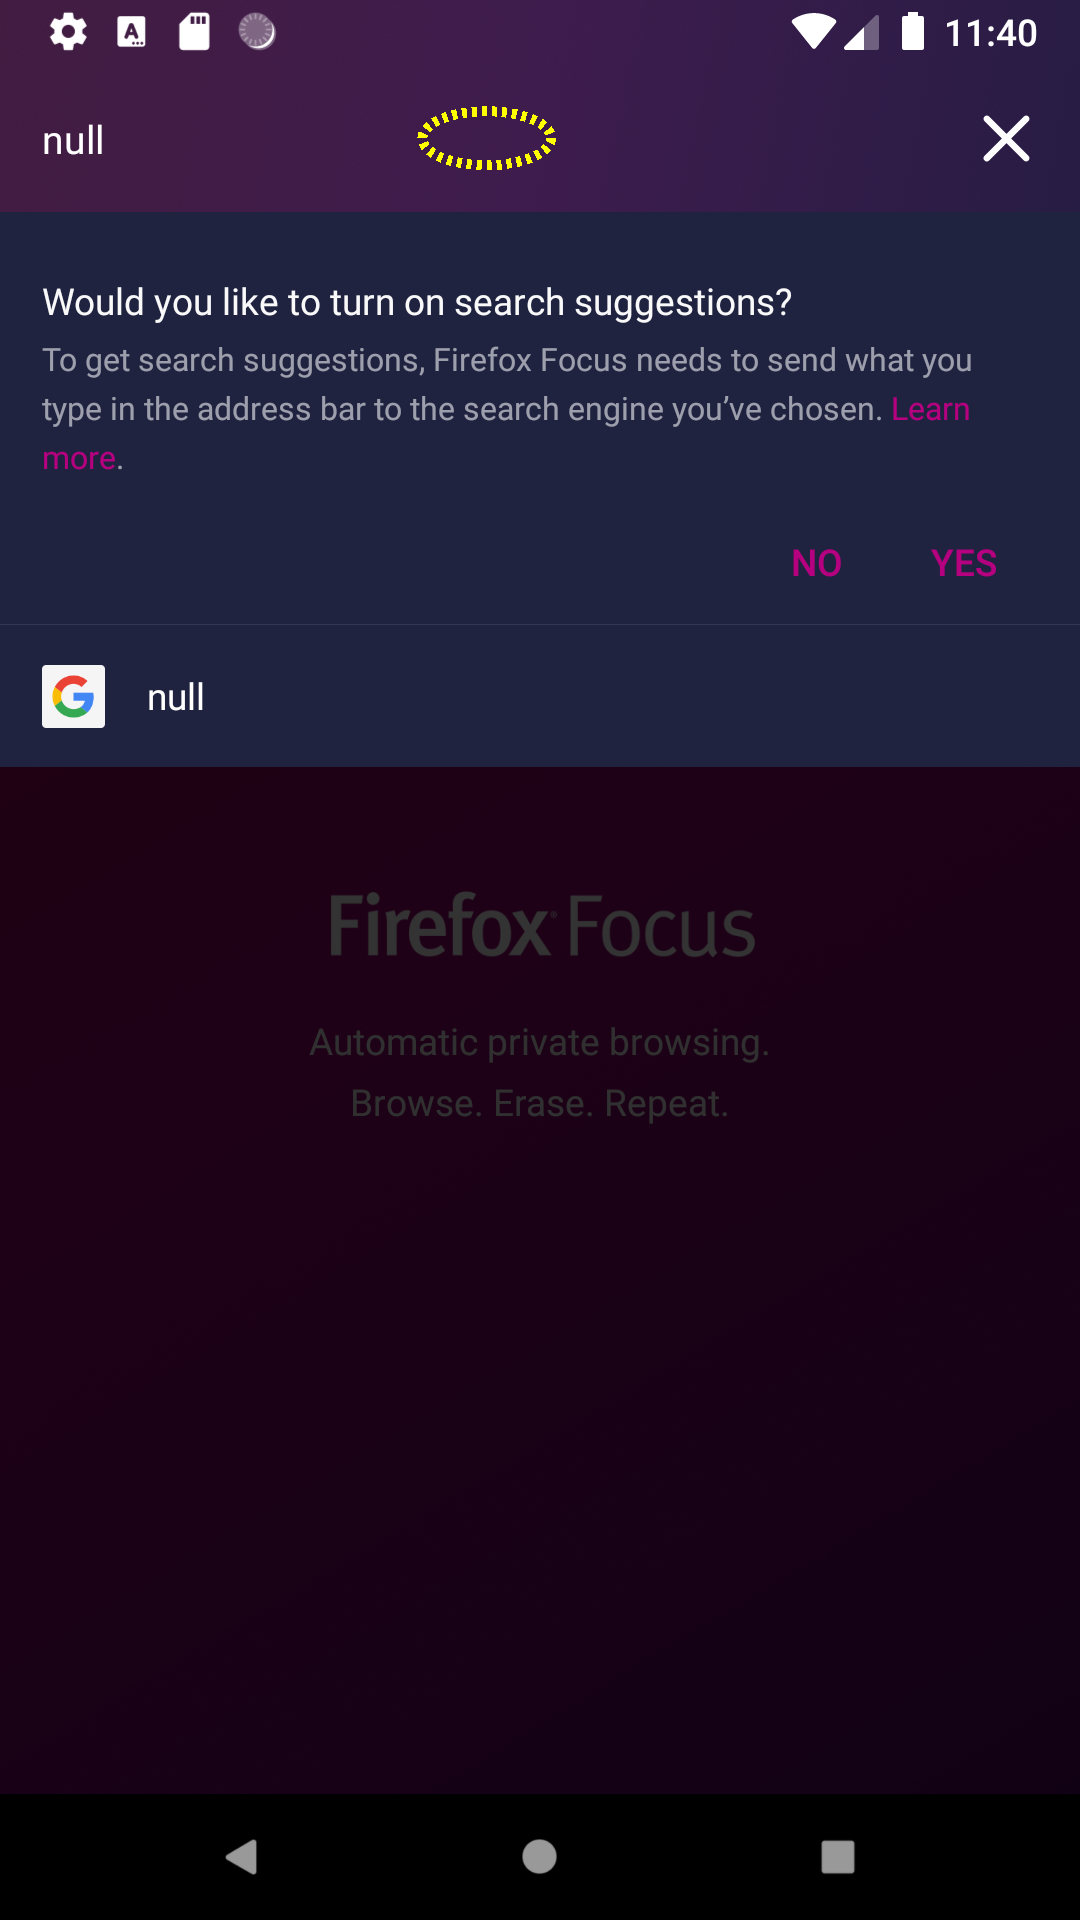 11:40
null
Would you like to turn on search suggestions?
To get search suggestions, Firefox Focus needs to send what you
type in the address bar to the search engine you’ve chosen. Learn
more.
NO YES
null
Firefox Focus
Automatic private browsing.
Browse. Erase. Repeat.